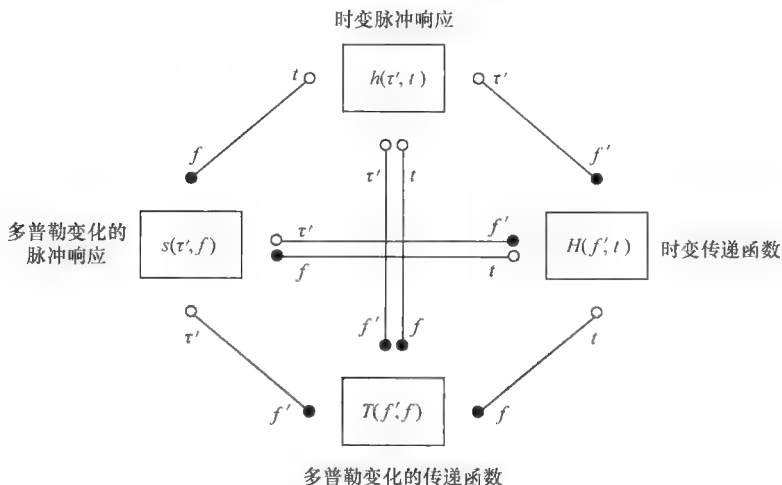 时变脉冲响应
t
h(τ′, t)
τ′
f
f′
τ′
t
多普勒变化的
脉冲响应
s(τ′, f)
τ′
f′
f
t
H(f′, t)
时变传递函数
τ′
f′
f
t
f′
T(f′, f)
f
多普勒变化的传递函数